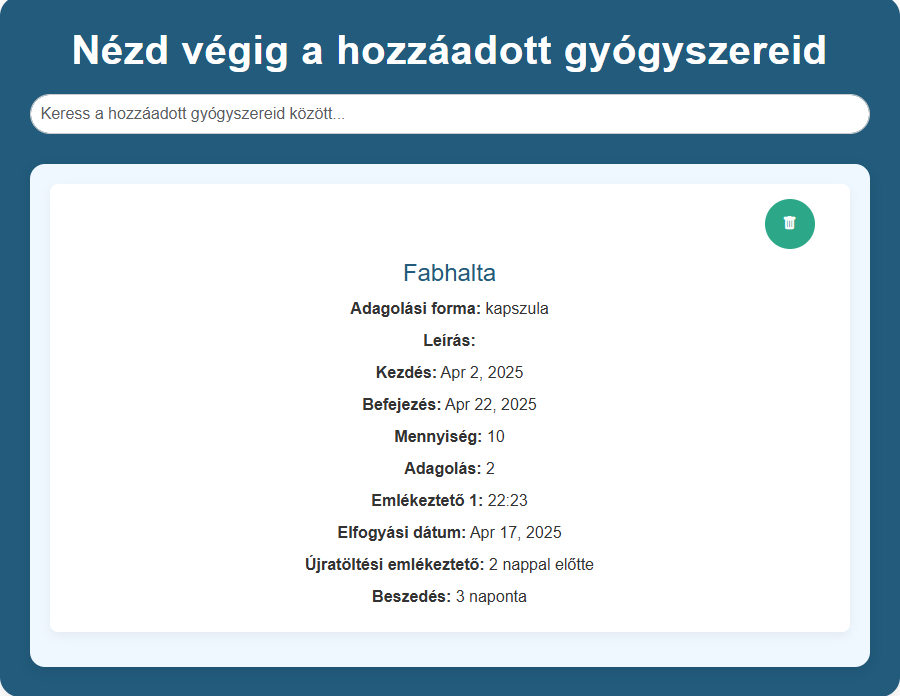 Nézd végig a hozzáadott gyógyszereid
Keress a hozzáadott gyógyszereid között...
Fabhalta
Adagolási forma: kapszula
Leírás:
Kezdés: Apr 2, 2025
Befejezés: Apr 22, 2025
Mennyiség: 10
Adagolás: 2
Emlékeztető 1: 22:23
Elfogyási dátum: Apr 17, 2025
Újratöltési emlékeztető: 2 nappal előtte
Beszedés: 3 naponta